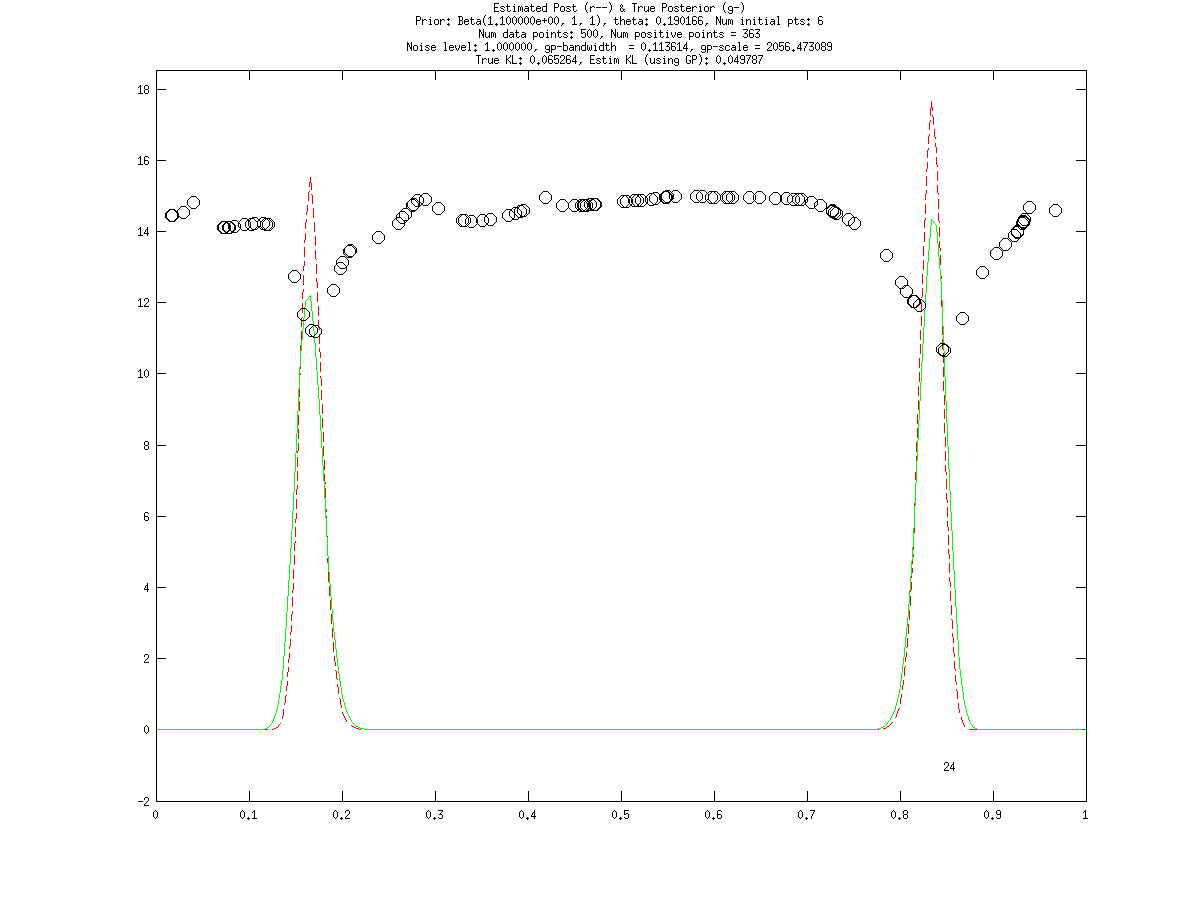 Estimated Post (r--) & True Posterior (g-)
Prior: Beta(1.100000e+00, 1, 1), theta: 0.190166, Num initial pts: 6
Num data points: 500, Num positive points = 363
Noise level: 1.000000, gp-bandwidth  = 0.113614, gp-scale = 2056.473089
True KL: 0.065264, Estim KL (using GP): 0.049787
18
16
14
12
10
8
6
4
2
0
24
-2
0 0.1 0.2 0.3 0.4 0.5 0.6 0.7 0.8 0.9 1